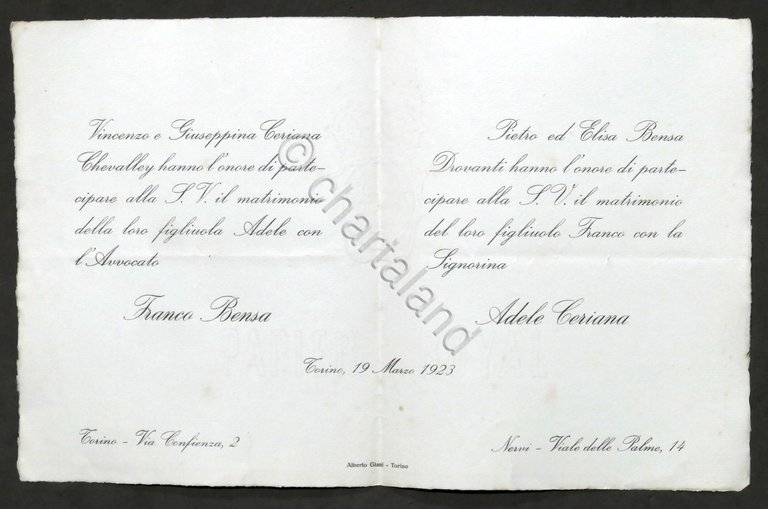 Vincenzo e Giuseppina Ceriana
Chevalley hanno l'onore di parte-
cipare alla S. V. il matrimonio
della loro figliuola Adele con
l'Avvocato
Franco Bensa
Pietro ed Elisa Bensa
Drovanti hanno l'onore di parte-
cipare alla S. V. il matrimonio
del loro figliuolo Franco con la
Signorina
Adele Ceriana
Torino, 19 Marzo 1923
Torino - Via Confienza, 2
Nervi - Viale delle Palme, 14
Alberto Giani - Torino
© chartaland